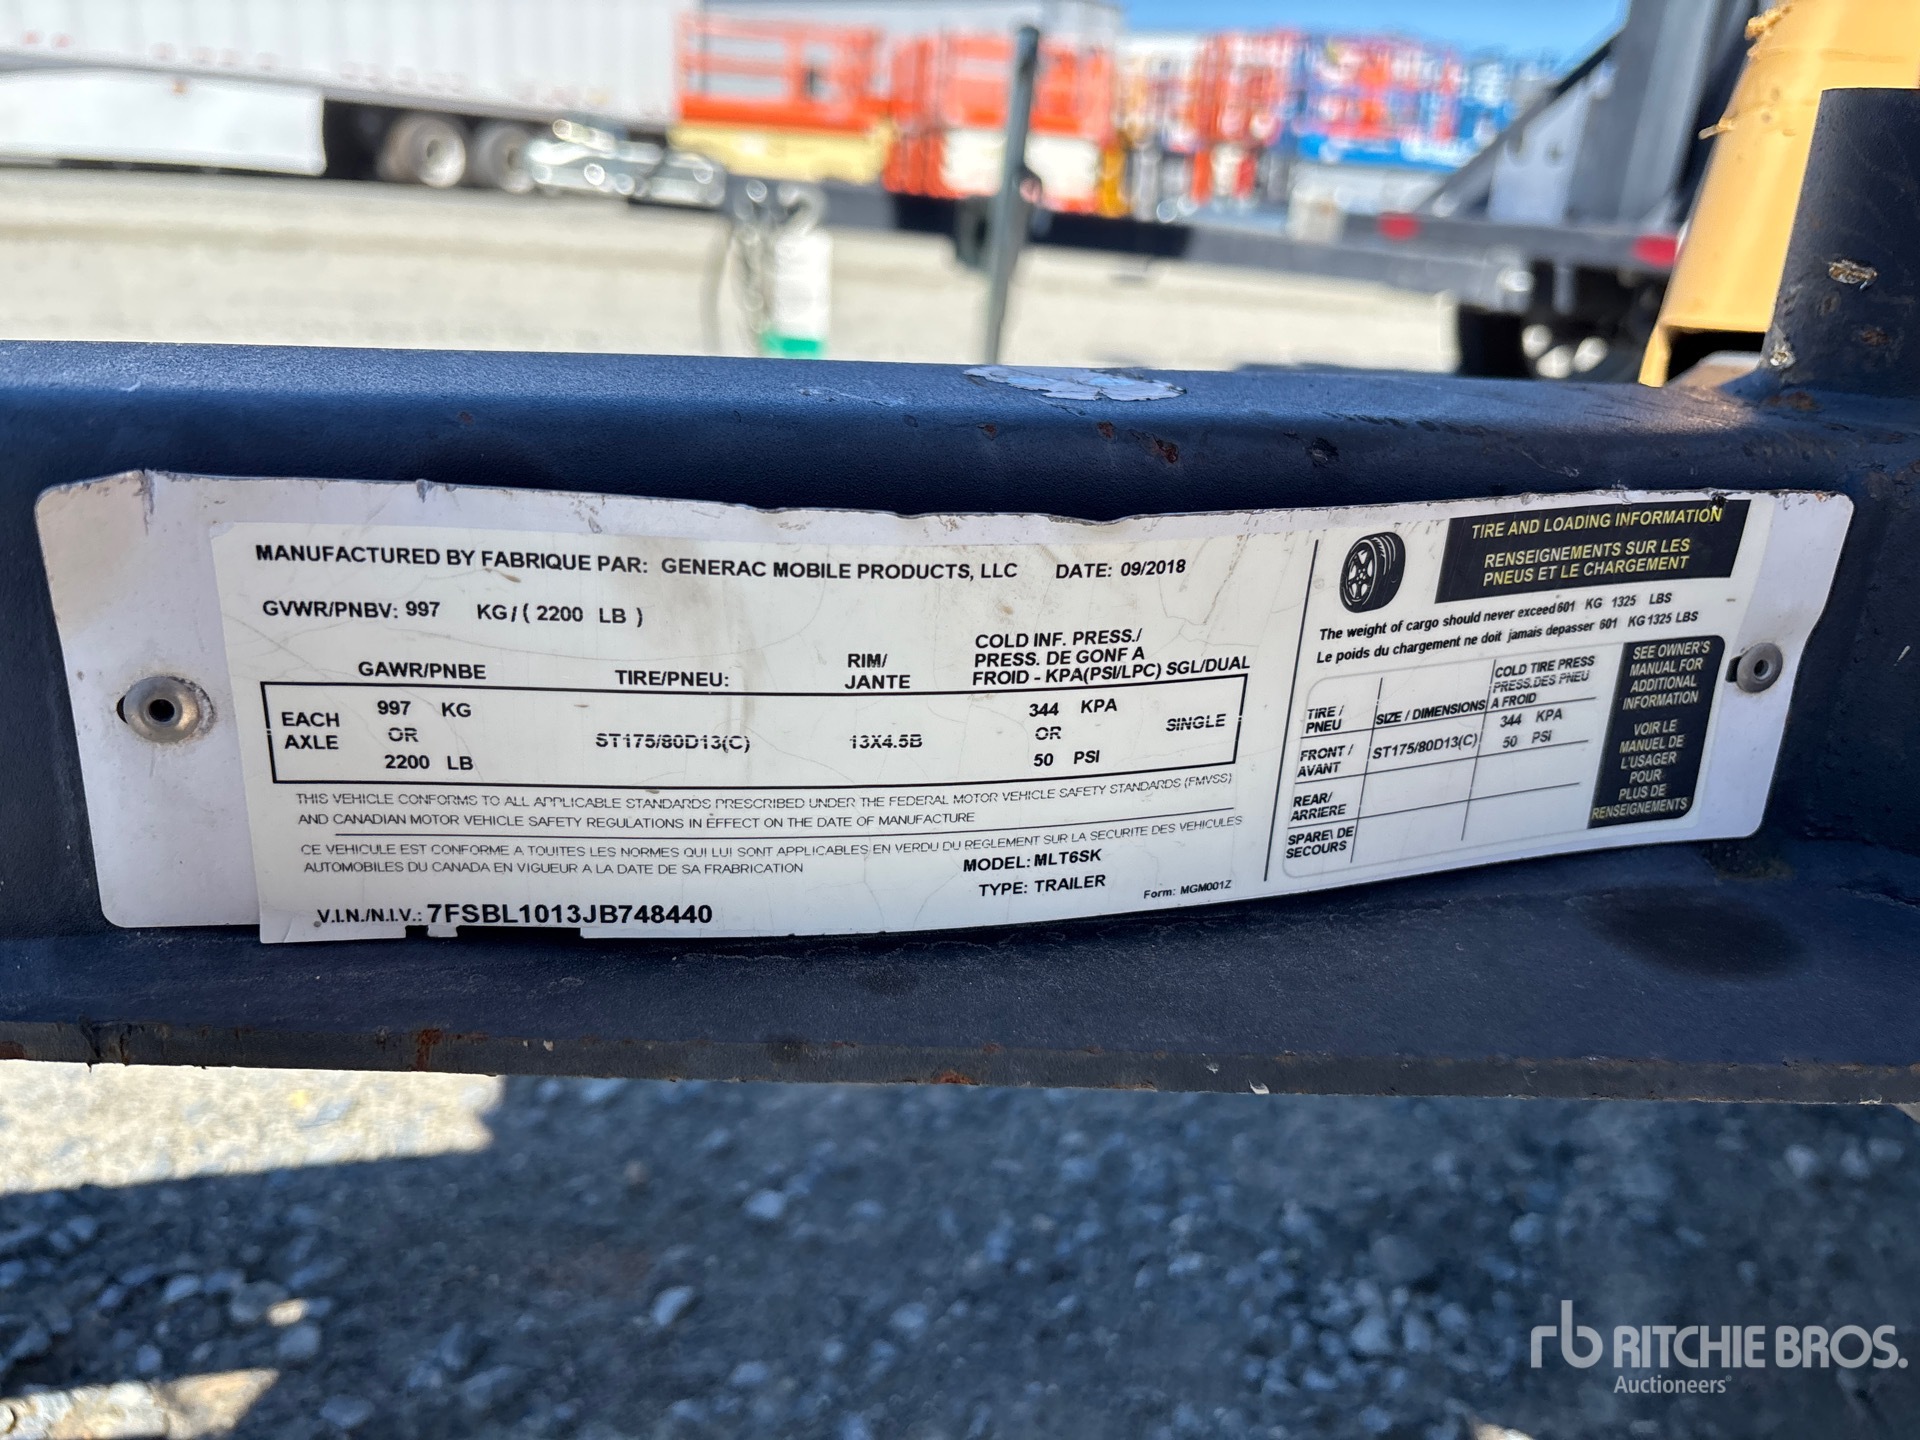 MANUFACTURED BY FABRIQUE PAR: GENERAC MOBILE PRODUCTS, LLC DATE: 09/2018
GVWR/PNBV: 997 KG/( 2200 LB )
GAWR/PNBE
TIRE/PNEU:
RIM/
JANTE
COLD INF. PRESS./
PRESS. DE GONF A
FROID - KPA(PSI/LPC) SGL/DUAL
EACH
AXLE
997 KG
OR
2200 LB
ST175/80D13(C)
13X4.5B
344 KPA
OR
50 PSI
SINGLE
THIS VEHICLE CONFORMS TO ALL APPLICABLE STANDARDS PRESCRIBED UNDER THE FEDERAL MOTOR VEHICLE SAFETY STANDARDS (FMVSS)
AND CANADIAN MOTOR VEHICLE SAFETY REGULATIONS IN EFFECT ON THE DATE OF MANUFACTURE
CE VEHICULE EST CONFORME A TOUITES LES NORMES QUI LUI SONT APPLICABLES EN VERDU DU REGLEMENT SUR LA SECURITE DES VEHICULES
AUTOMOBILES DU CANADA EN VIGUEUR A LA DATE DE SA FRABRICATION
MODEL: MLT6SK
TYPE: TRAILER
Form: MGM001Z
V.I.N./N.I.V.: 7FSBL1013JB748440
TIRE AND LOADING INFORMATION
RENSEIGNEMENTS SUR LES
PNEUS ET LE CHARGEMENT
The weight of cargo should never exceed 601 KG 1325 LBS
Le poids du chargement ne doit jamais depasser 601 KG 1325 LBS
TIRE /
PNEU
SIZE / DIMENSIONS
COLD TIRE PRESS
PRESS.DES PNEU
A FROID
FRONT /
AVANT
ST175/80D13(C)
344 KPA
50 PSI
REAR/
ARRIERE
SPARE\ DE
SECOURS
SEE OWNER'S
MANUAL FOR
ADDITIONAL
INFORMATION
VOIR LE
MANUEL DE
L'USAGER
POUR
PLUS DE
RENSEIGNEMENTS
rb RITCHIE BROS.
Auctioneers